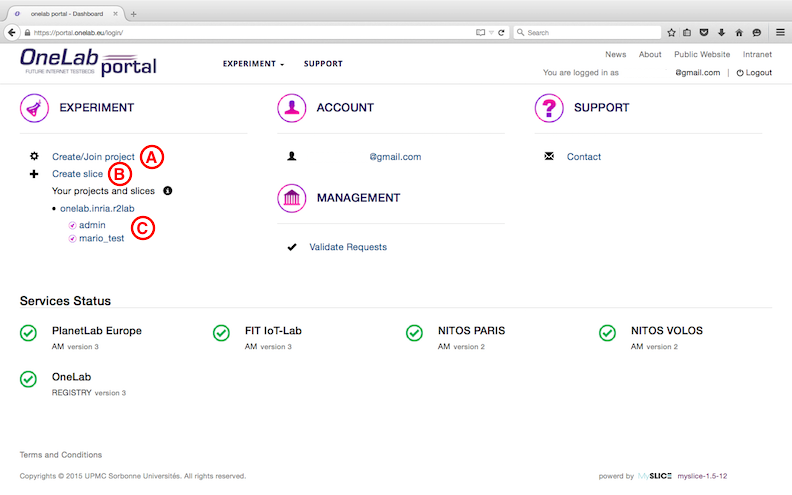 onelab portal - Dashboard
https://portal.onelab.eu/login/
Search
OneLab portal
FUTURE INTERNET TESTBEDS
EXPERIMENT
SUPPORT
News About Public Website Intranet
You are logged in as @gmail.com | Logout
EXPERIMENT
Create/Join project A
Create slice B
Your projects and slices
onelab.inria.r2lab
admin
mario_test
C
ACCOUNT
@gmail.com
MANAGEMENT
Validate Requests
SUPPORT
Contact
Services Status
PlanetLab Europe
AM version 3
FIT IoT-Lab
AM version 3
NITOS PARIS
AM version 2
NITOS VOLOS
AM version 2
OneLab
REGISTRY version 3
Terms and Conditions
Copyrights © 2015 UPMC Sorbonne Universités. All rights reserved.
powerd by MYSLICE myslice-1.5-12